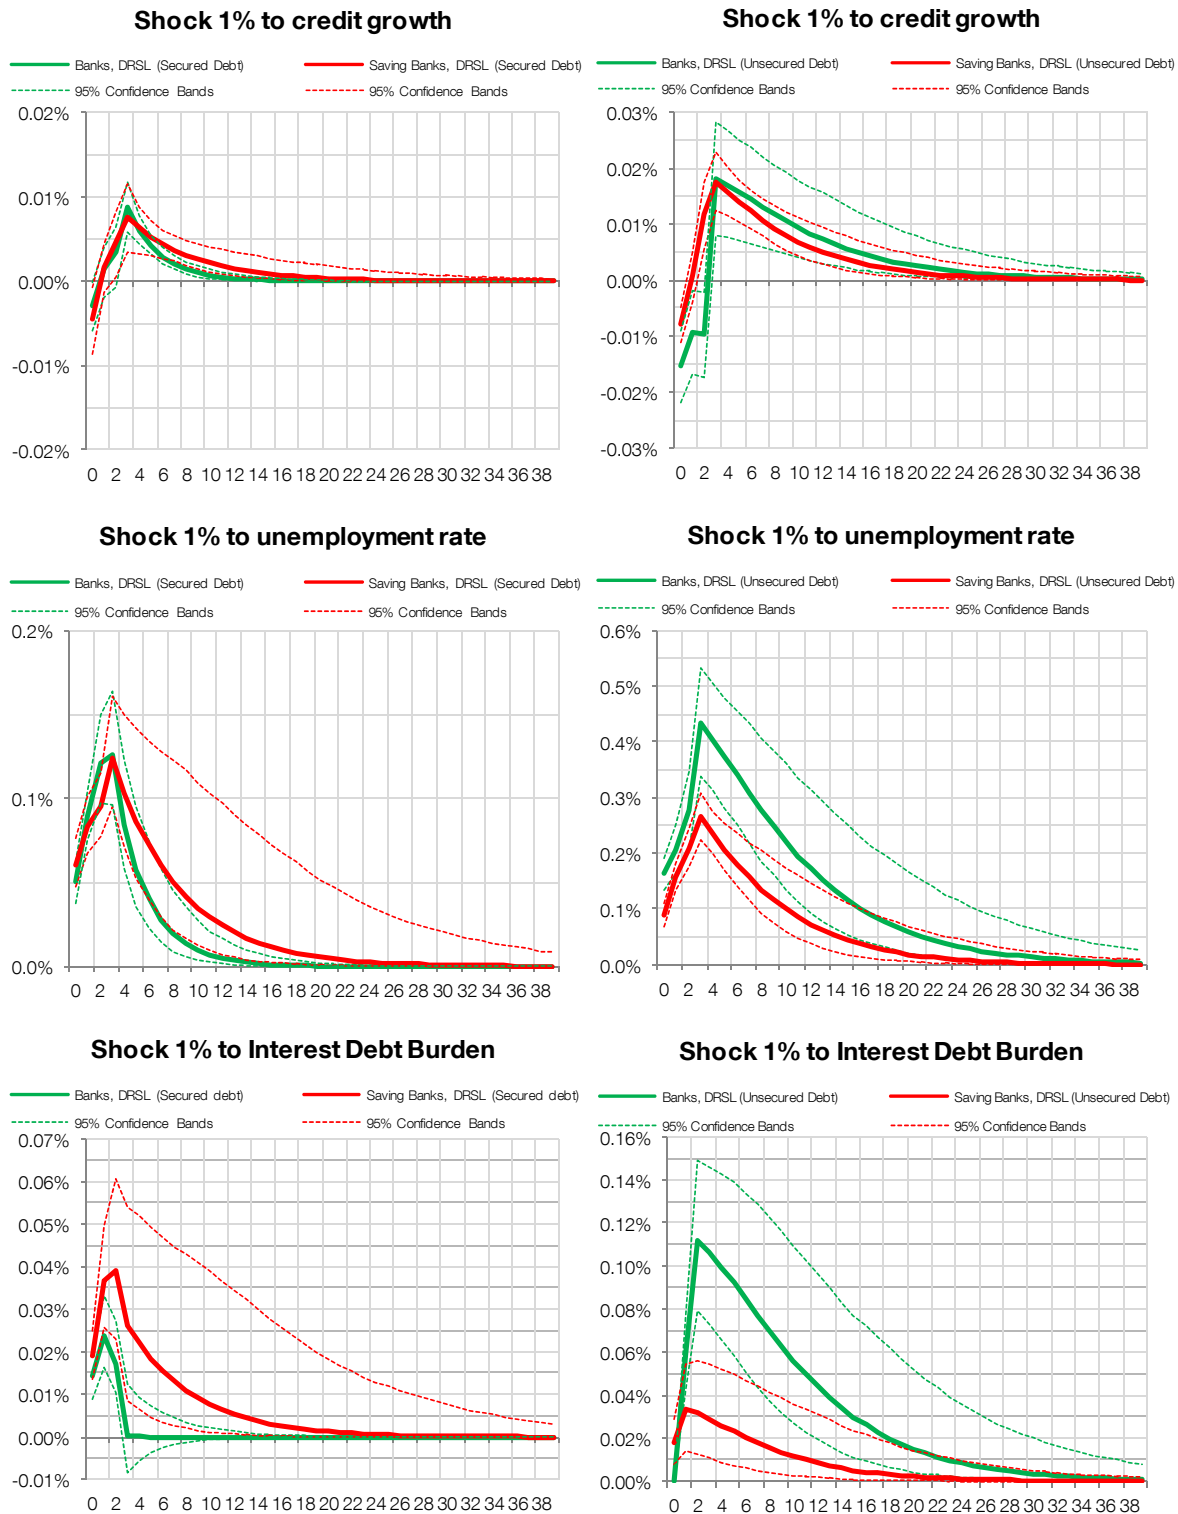 Shock 1% to credit growth
Banks, DRSL (Secured Debt)
Saving Banks, DRSL (Secured Debt)
95% Confidence Bands
95% Confidence Bands
0.02%
0.01%
0.00%
-0.01%
-0.02%
0 2 4 6 8 10 12 14 16 18 20 22 24 26 28 30 32 34 36 38
Shock 1% to credit growth
Banks, DRSL (Unsecured Debt)
Saving Banks, DRSL (Unsecured Debt)
95% Confidence Bands
95% Confidence Bands
0.03%
0.02%
0.01%
0.00%
-0.01%
-0.02%
-0.03%
0 2 4 6 8 10 12 14 16 18 20 22 24 26 28 30 32 34 36 38
Shock 1% to unemployment rate
Banks, DRSL (Secured Debt)
Saving Banks, DRSL (Secured Debt)
95% Confidence Bands
95% Confidence Bands
0.2%
0.1%
0.0%
0 2 4 6 8 10 12 14 16 18 20 22 24 26 28 30 32 34 36 38
Shock 1% to unemployment rate
Banks, DRSL (Unsecured Debt)
Saving Banks, DRSL (Unsecured Debt)
95% Confidence Bands
95% Confidence Bands
0.6%
0.5%
0.4%
0.3%
0.2%
0.1%
0.0%
0 2 4 6 8 10 12 14 16 18 20 22 24 26 28 30 32 34 36 38
Shock 1% to Interest Debt Burden
Banks, DRSL (Secured debt)
Saving Banks, DRSL (Secured debt)
95% Confidence Bands
95% Confidence Bands
0.07%
0.06%
0.05%
0.04%
0.03%
0.02%
0.01%
0.00%
-0.01%
0 2 4 6 8 10 12 14 16 18 20 22 24 26 28 30 32 34 36 38
Shock 1% to Interest Debt Burden
Banks, DRSL (Unsecured Debt)
Saving Banks, DRSL (Unsecured Debt)
95% Confidence Bands
95% Confidence Bands
0.16%
0.14%
0.12%
0.10%
0.08%
0.06%
0.04%
0.02%
0.00%
0 2 4 6 8 10 12 14 16 18 20 22 24 26 28 30 32 34 36 38